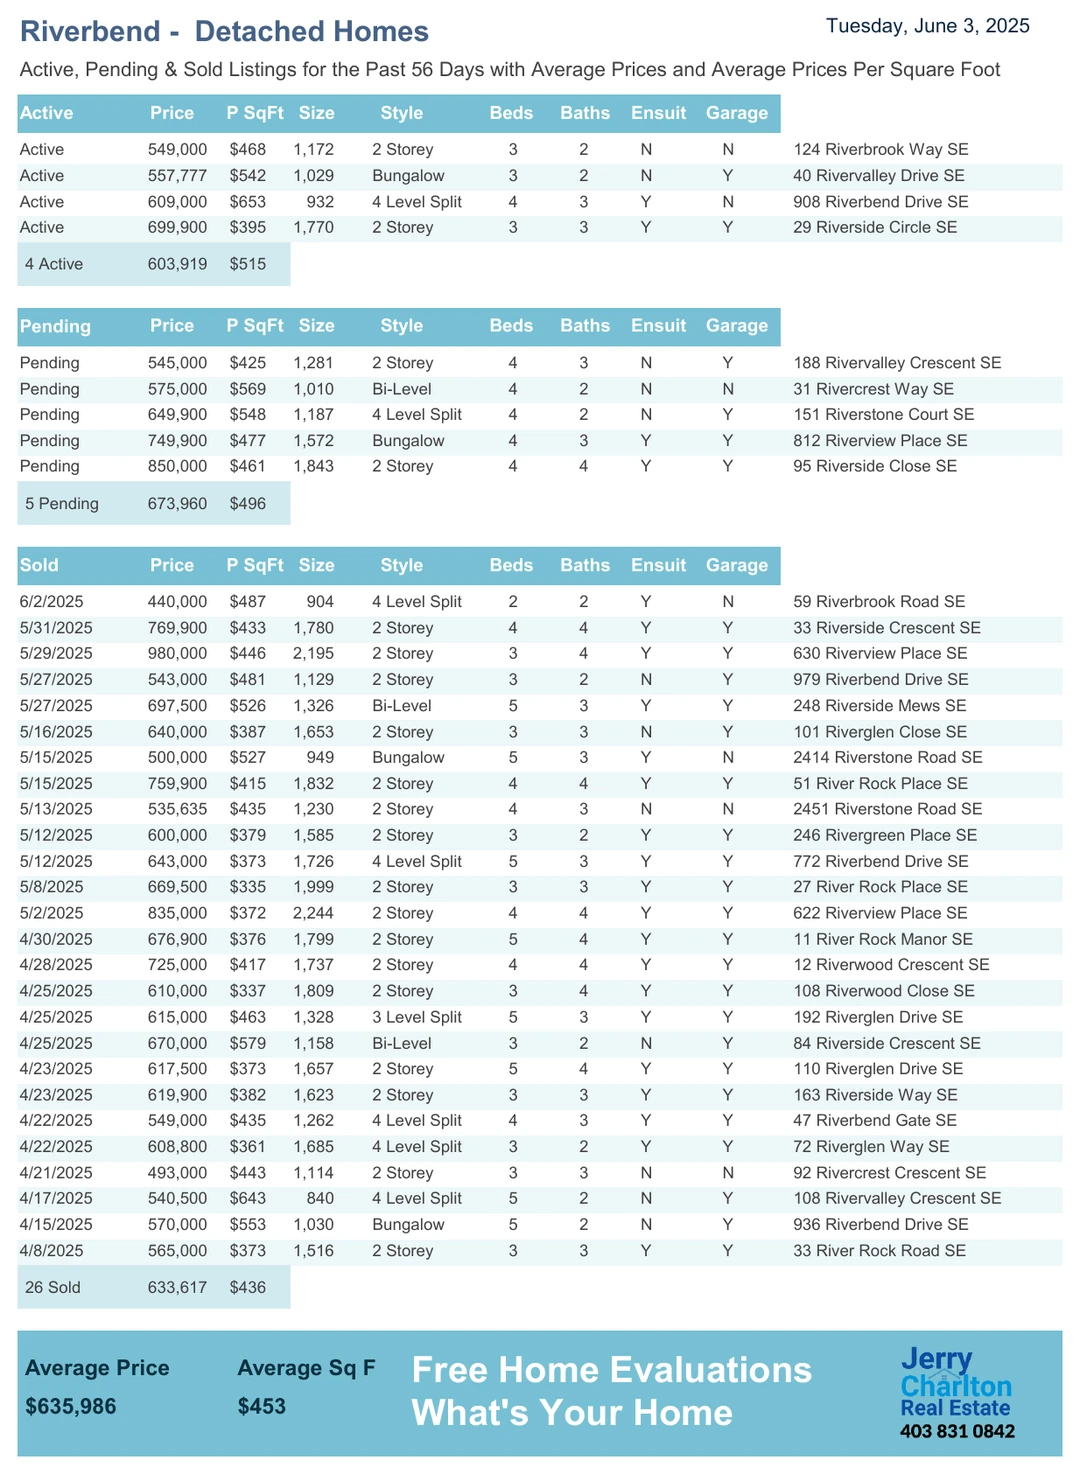 Riverbend - Detached Homes
Tuesday, June 3, 2025
Active, Pending & Sold Listings for the Past 56 Days with Average Prices and Average Prices Per Square Foot
Active Price P SqFt Size Style Beds Baths Ensuit Garage
Active 549,000 $468 1,172 2 Storey 3 2 N N 124 Riverbrook Way SE
Active 557,777 $542 1,029 Bungalow 3 2 N Y 40 Rivervalley Drive SE
Active 609,000 $653 932 4 Level Split 4 3 Y N 908 Riverbend Drive SE
Active 699,900 $395 1,770 2 Storey 3 3 Y Y 29 Riverside Circle SE
4 Active 603,919 $515
Pending Price P SqFt Size Style Beds Baths Ensuit Garage
Pending 545,000 $425 1,281 2 Storey 4 3 N Y 188 Rivervalley Crescent SE
Pending 575,000 $569 1,010 Bi-Level 4 2 N N 31 Rivercrest Way SE
Pending 649,900 $548 1,187 4 Level Split 4 2 N Y 151 Riverstone Court SE
Pending 749,900 $477 1,572 Bungalow 4 3 Y Y 812 Riverview Place SE
Pending 850,000 $461 1,843 2 Storey 4 4 Y Y 95 Riverside Close SE
5 Pending 673,960 $496
Sold Price P SqFt Size Style Beds Baths Ensuit Garage
6/2/2025 440,000 $487 904 4 Level Split 2 2 Y N 59 Riverbrook Road SE
5/31/2025 769,900 $433 1,780 2 Storey 4 4 Y Y 33 Riverside Crescent SE
5/29/2025 980,000 $446 2,195 2 Storey 3 4 Y Y 630 Riverview Place SE
5/27/2025 543,000 $481 1,129 2 Storey 3 2 N Y 979 Riverbend Drive SE
5/27/2025 697,500 $526 1,326 Bi-Level 5 3 Y Y 248 Riverside Mews SE
5/16/2025 640,000 $387 1,653 2 Storey 3 3 N Y 101 Riverglen Close SE
5/15/2025 500,000 $527 949 Bungalow 5 3 Y N 2414 Riverstone Road SE
5/15/2025 759,900 $415 1,832 2 Storey 4 4 Y Y 51 River Rock Place SE
5/13/2025 535,635 $435 1,230 2 Storey 4 3 N N 2451 Riverstone Road SE
5/12/2025 600,000 $379 1,585 2 Storey 3 2 Y Y 246 Rivergreen Place SE
5/12/2025 643,000 $373 1,726 4 Level Split 5 3 Y Y 772 Riverbend Drive SE
5/8/2025 669,500 $335 1,999 2 Storey 3 3 Y Y 27 River Rock Place SE
5/2/2025 835,000 $372 2,244 2 Storey 4 4 Y Y 622 Riverview Place SE
4/30/2025 676,900 $376 1,799 2 Storey 5 4 Y Y 11 River Rock Manor SE
4/28/2025 725,000 $417 1,737 2 Storey 4 4 Y Y 12 Riverwood Crescent SE
4/25/2025 610,000 $337 1,809 2 Storey 3 4 Y Y 108 Riverwood Close SE
4/25/2025 615,000 $463 1,328 3 Level Split 5 3 Y Y 192 Riverglen Drive SE
4/25/2025 670,000 $579 1,158 Bi-Level 3 2 N Y 84 Riverside Crescent SE
4/23/2025 617,500 $373 1,657 2 Storey 5 4 Y Y 110 Riverglen Drive SE
4/23/2025 619,900 $382 1,623 2 Storey 3 3 Y Y 163 Riverside Way SE
4/22/2025 549,000 $435 1,262 4 Level Split 4 3 Y Y 47 Riverbend Gate SE
4/22/2025 608,800 $361 1,685 4 Level Split 3 2 Y Y 72 Riverglen Way SE
4/21/2025 493,000 $443 1,114 2 Storey 3 3 N N 92 Rivercrest Crescent SE
4/17/2025 540,500 $643 840 4 Level Split 5 2 N Y 108 Rivervalley Crescent SE
4/15/2025 570,000 $553 1,030 Bungalow 5 2 N Y 936 Riverbend Drive SE
4/8/2025 565,000 $373 1,516 2 Storey 3 3 Y Y 33 River Rock Road SE
26 Sold 633,617 $436
Average Price Average Sq F
$635,986 $453
Free Home Evaluations
What's Your Home
Jerry
Charlton
Real Estate
403 831 0842